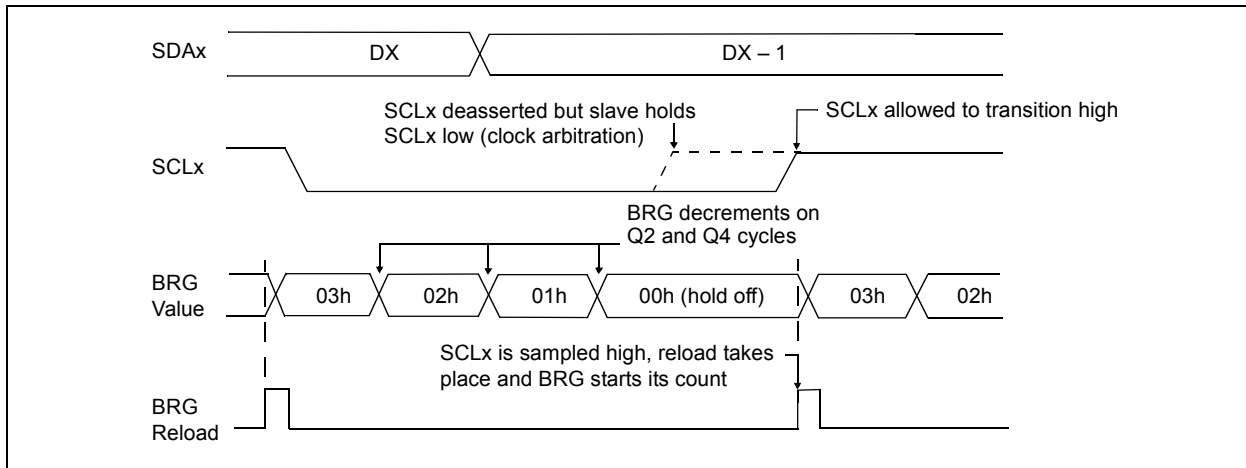 SDAx
DX
DX – 1
SCLx deasserted but slave holds
SCLx low (clock arbitration)
SCLx allowed to transition high
SCLx
BRG decrements on
Q2 and Q4 cycles
BRG
Value
03h
02h
01h
00h (hold off)
03h
02h
SCLx is sampled high, reload takes
place and BRG starts its count
BRG
Reload